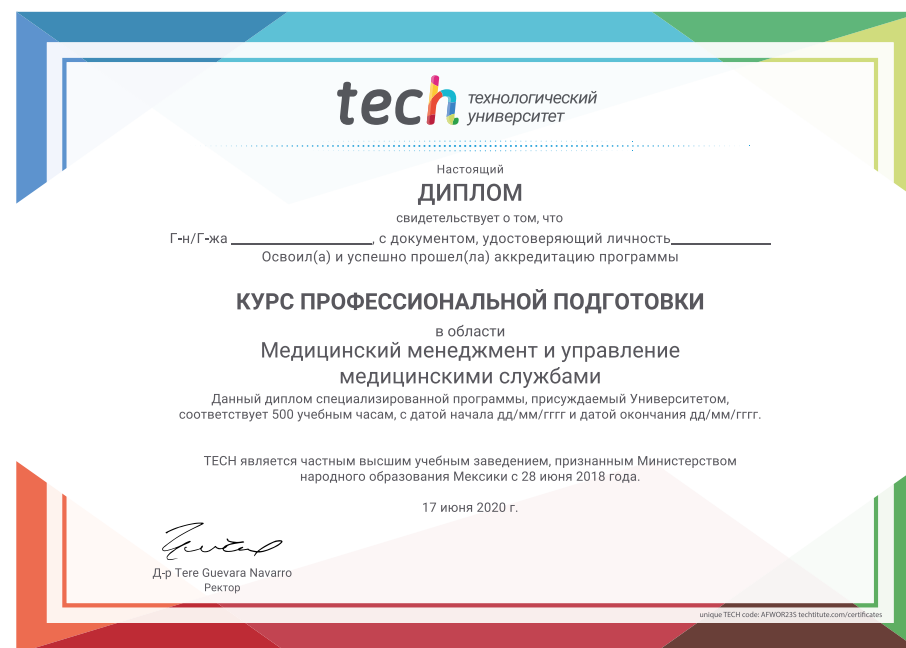 tech технологический
университет
Настоящий
ДИПЛОМ
свидетельствует о том, что
Г-н/Г-жа ____________________, с документом, удостоверяющий личность______________
Освоил(а) и успешно прошел(ла) аккредитацию программы
КУРС ПРОФЕССИОНАЛЬНОЙ ПОДГОТОВКИ
в области
Медицинский менеджмент и управление
медицинскими службами
Данный диплом специализированной программы, присуждаемый Университетом,
соответствует 500 учебным часам, с датой начала дд/мм/гггг и датой окончания дд/мм/гггг.
TECH является частным высшим учебным заведением, признанным Министерством
народного образования Мексики с 28 июня 2018 года.
17 июня 2020 г.
Д-р Tere Guevara Navarro
Ректор
unique TECH code: AFWOR235 techtitute.com/certificates